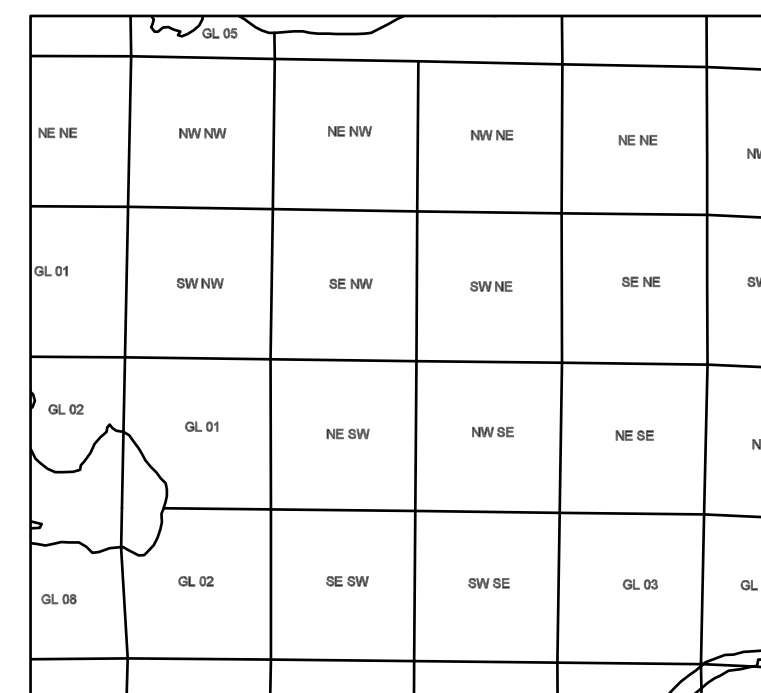 GL 05
NE NE
NW NW
NE NW
NW NE
NE NE
GL 01
SW NW
SE NW
SW NE
SE NE
GL 02
GL 01
NE SW
NW SE
NE SE
GL 08
GL 02
SE SW
SW SE
GL 03
GL